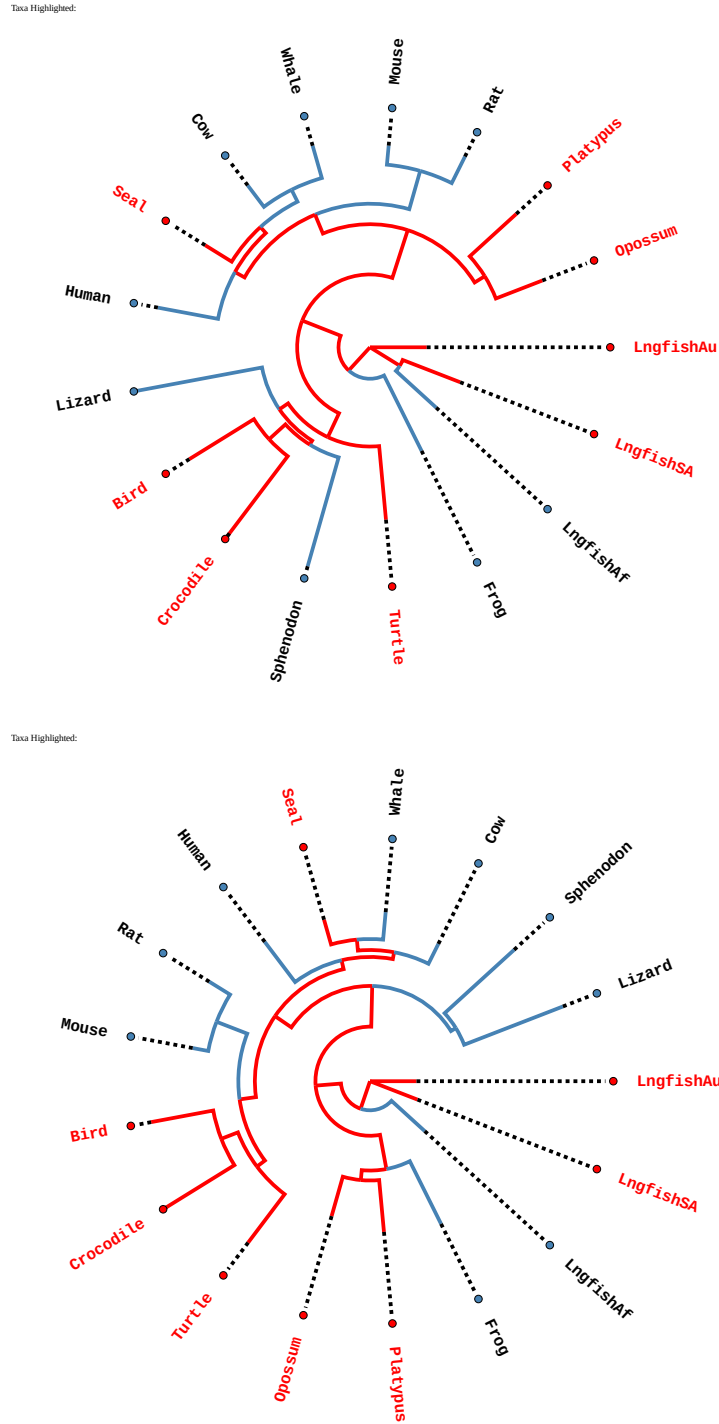 Taxa Highlighted:
Mouse
Whale
Rat
Cow
Platypus
Seal
Opossum
Human
LngfishAu
Lizard
LngfishSA
Bird
LngfishAf
Crocodile
Frog
Sphenodon
Turtle
Taxa Highlighted:
Whale
Seal
Cow
Human
Sphenodon
Rat
Lizard
Mouse
LngfishAu
Bird
LngfishSA
Crocodile
LngfishAf
Turtle
Frog
Opossum
Platypus